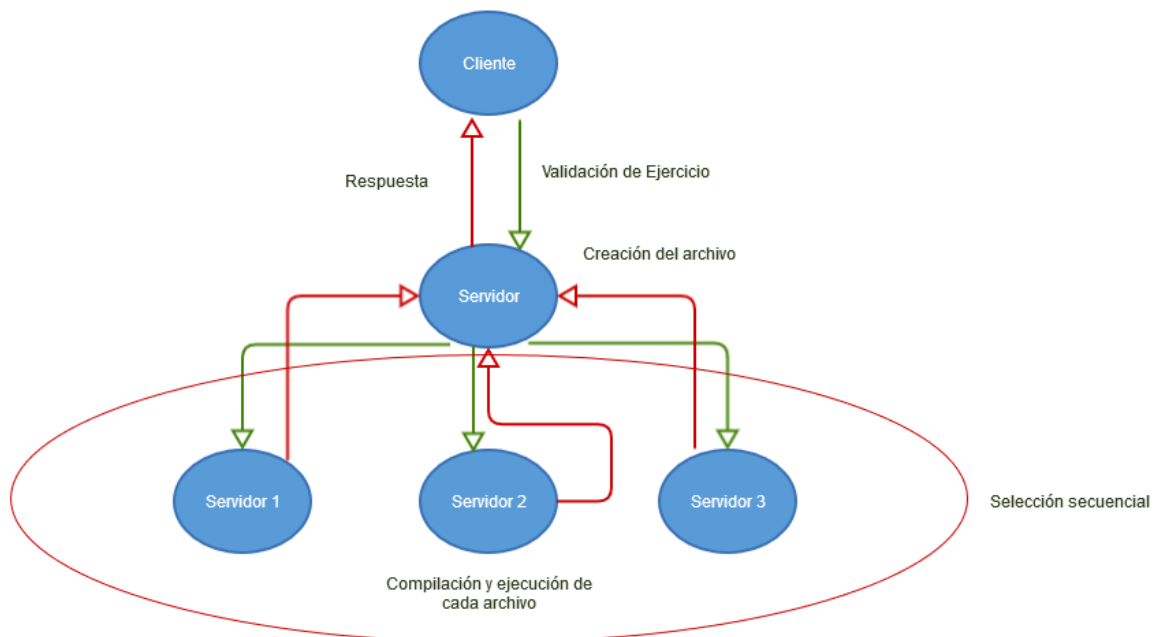 Cliente
Respuesta
Validación de Ejercicio
Creación del archivo
Servidor
Servidor 1
Servidor 2
Servidor 3
Selección secuencial
Compilación y ejecución de
cada archivo